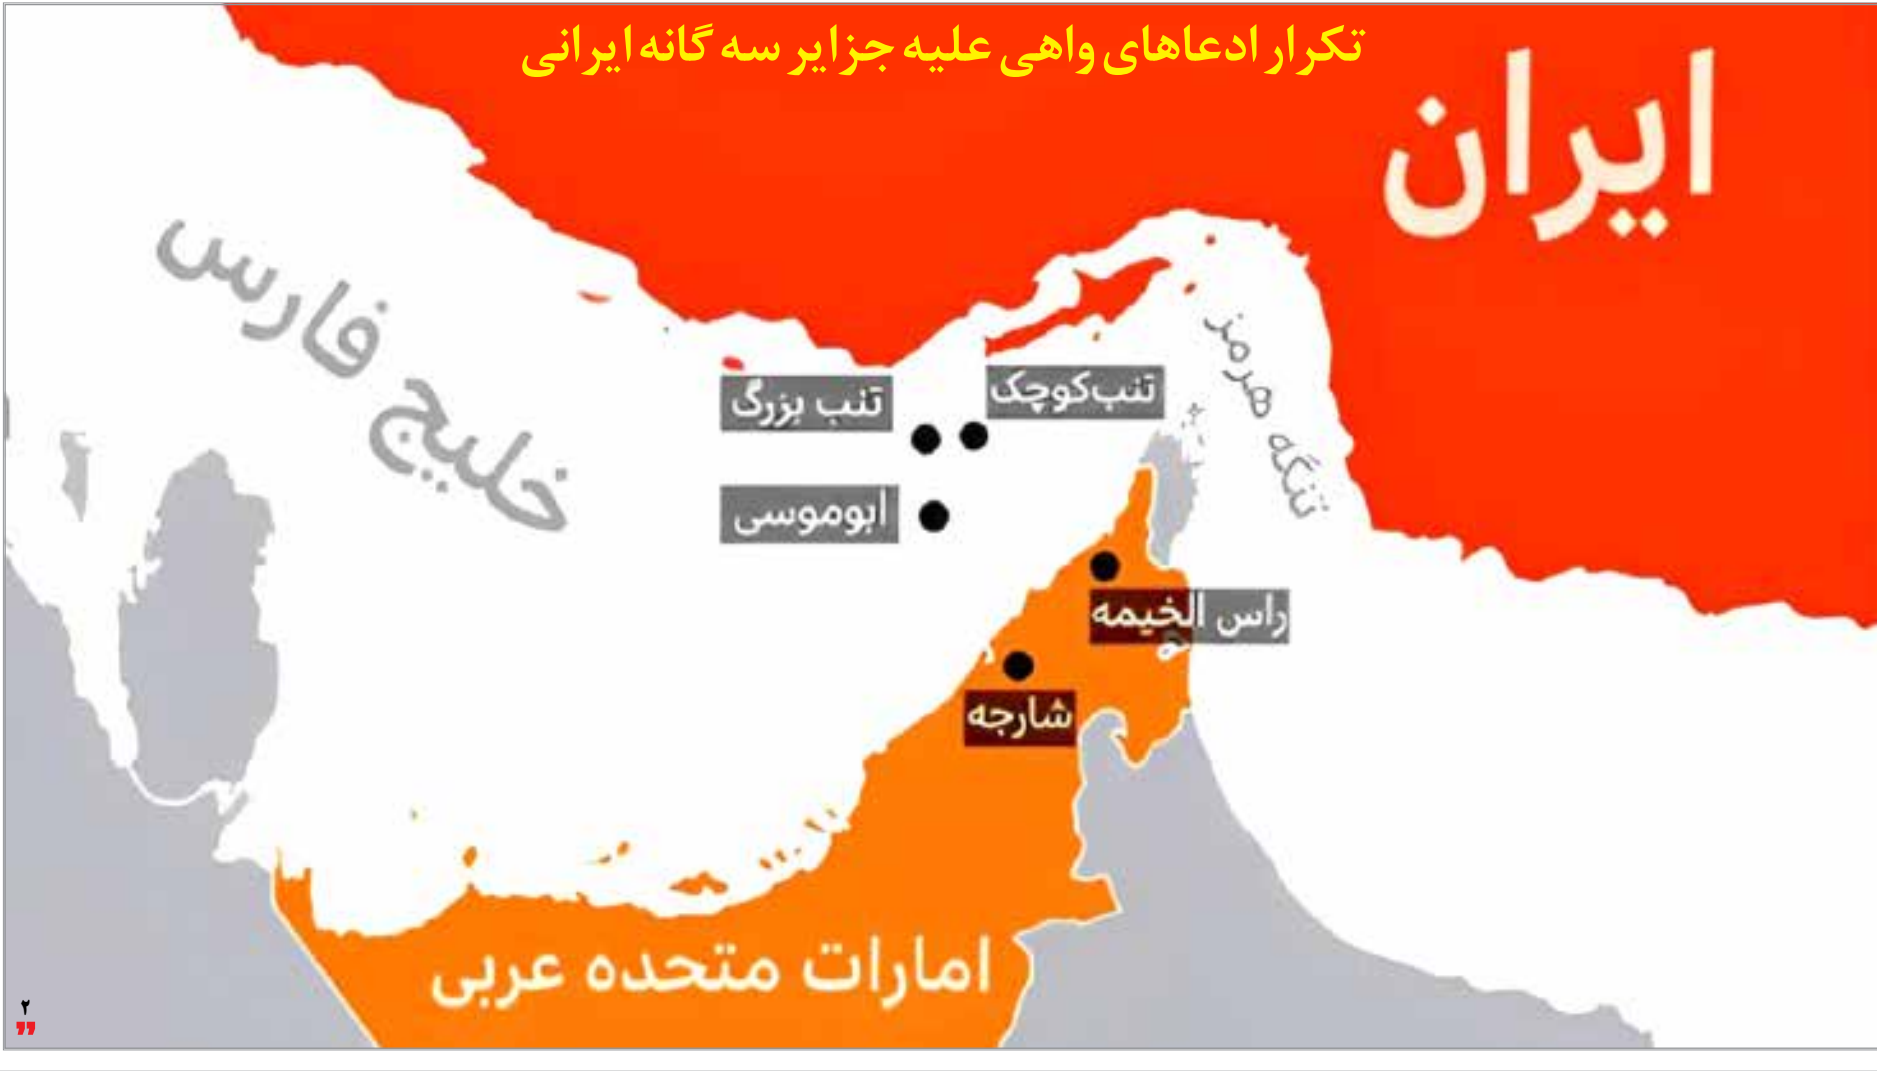 تکرار ادعاهای واهی علیه جزایر سه گانه ایرانی
ایران
خلیج فارس
تنگه هرمز
تنب کوچک
تنب بزرگ
ابوموسی
راس الخیمه
شارجه
امارات متحده عربی
۲